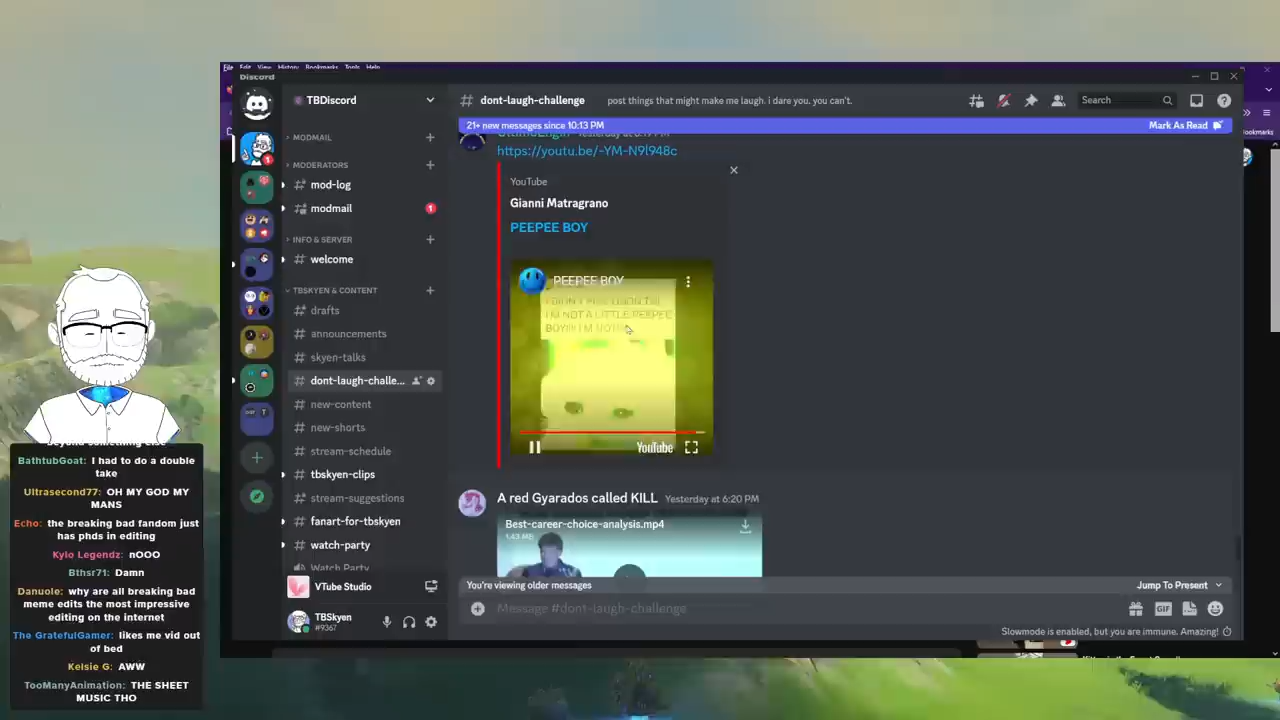 File Edit View History Bookmarks Tools Help
Discord
TBDiscord
# dont-laugh-challenge
post things that might make me laugh. i dare you, you can't.
Search
21+ new messages since 10:13 PM
Mark As Read
Bookmarks
MODMAIL
MODERATORS
mod-log
modmail
1
INFO & SERVER
welcome
TBSKYEN & CONTENT
drafts
announcements
skyen-talks
dont-laugh-challe...
new-content
new-shorts
stream-schedule
tbskyen-clips
stream-suggestions
fanart-for-tbskyen
watch-party
Watch Party
VTube Studio
TBSkyen
#9367
https://youtu.be/-YM-N9l948c
YouTube
Gianni Matragrano
PEEPEE BOY
PEEPEE BOY
I'M NOT A LITTLE PEEPEE
YouTube
A red Gyarados called KILL Yesterday at 6:20 PM
Best-career-choice-analysis.mp4
1.43 MB
You're viewing older messages
Jump To Present
Message #dont-laugh-challenge
GIF
Slowmode is enabled, but you are immune. Amazing!
beyond something else
BathtubGoat: I had to do a double
take
Ultrasecond77: OH MY GOD MY
MANS
Echo: the breaking bad fandom just
has phds in editing
Kylo Legendz: nOOO
Bthsr71: Damn
Danuole: why are all breaking bad
meme edits the most impressive
editing on the internet
The GratefulGamer: likes me vid out
of bed
Kelsie G: AWW
TooManyAnimation: THE SHEET
MUSIC THO